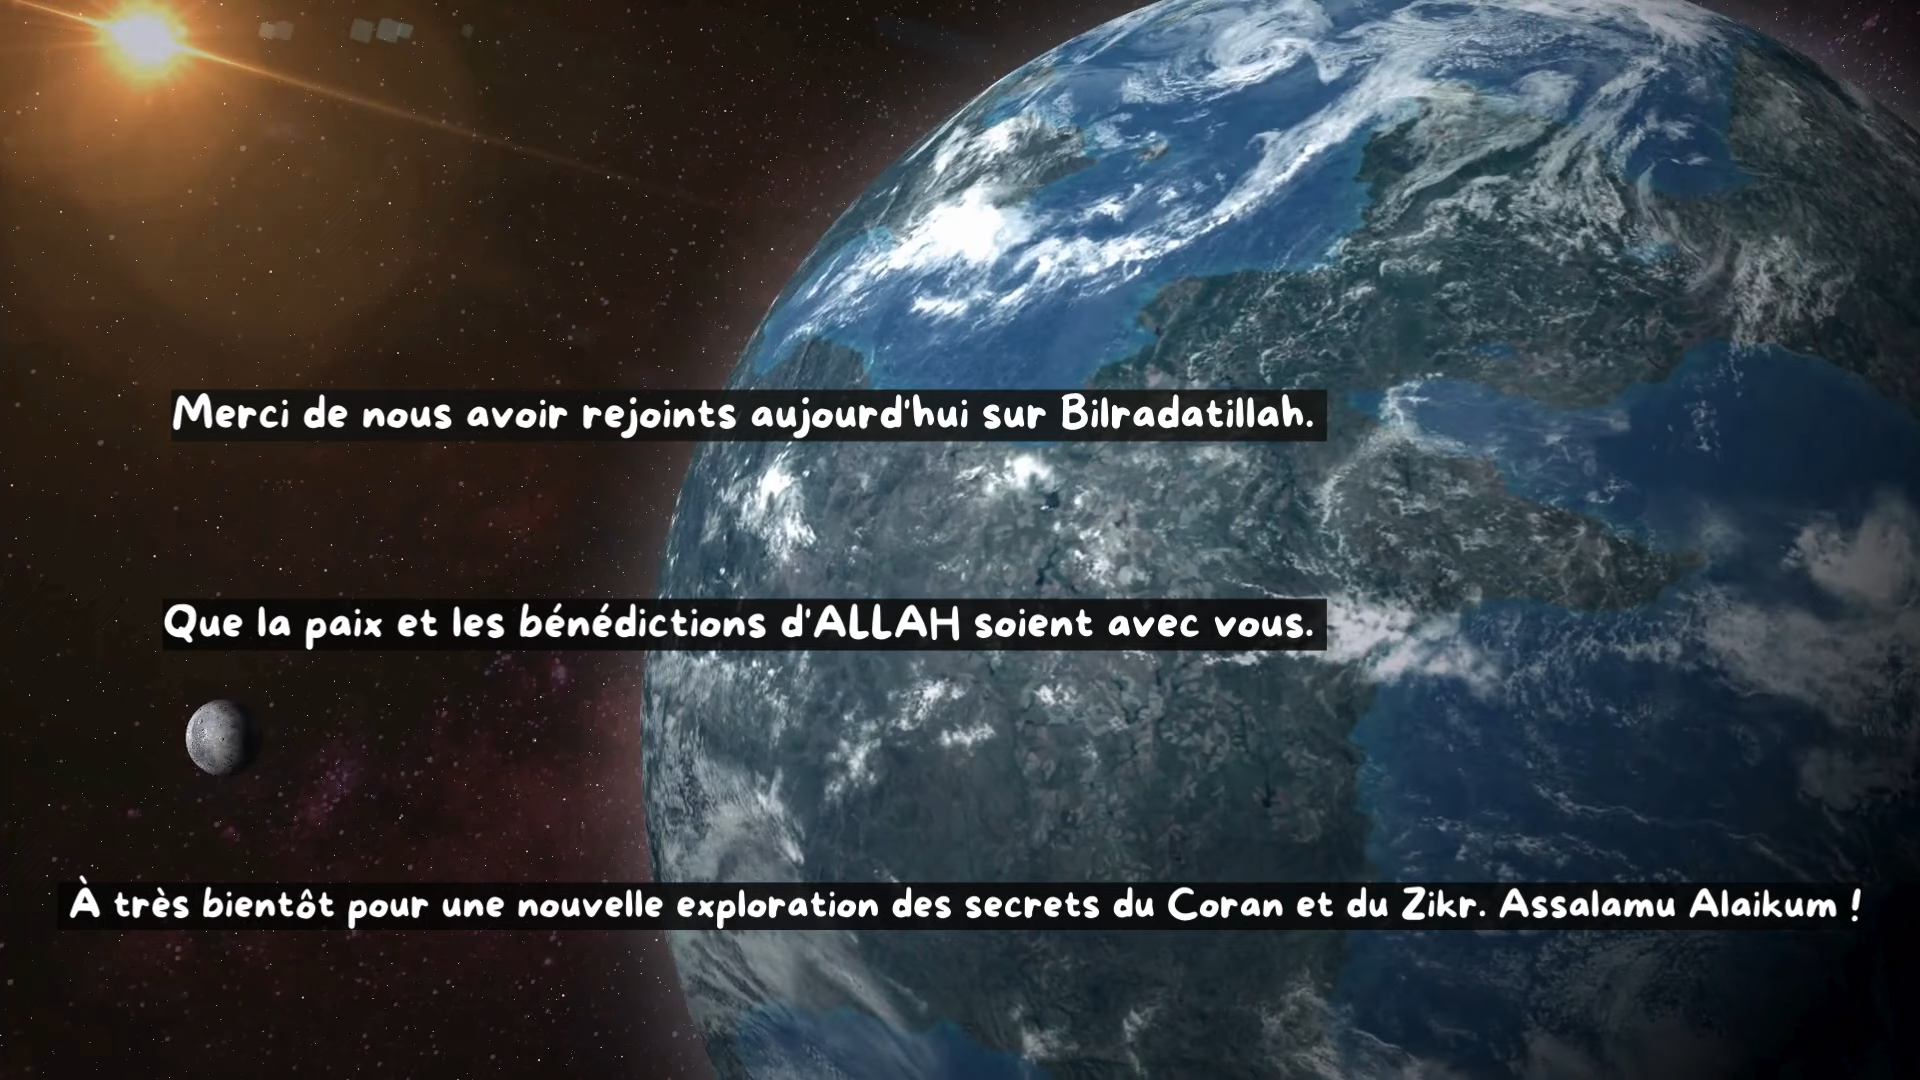 Merci de nous avoir rejoints aujourd'hui sur Bilradatillah.
Que la paix et les bénédictions d'ALLAH soient avec vous.
À très bientôt pour une nouvelle exploration des secrets du Coran et du Zikr. Assalamu Alaikum !